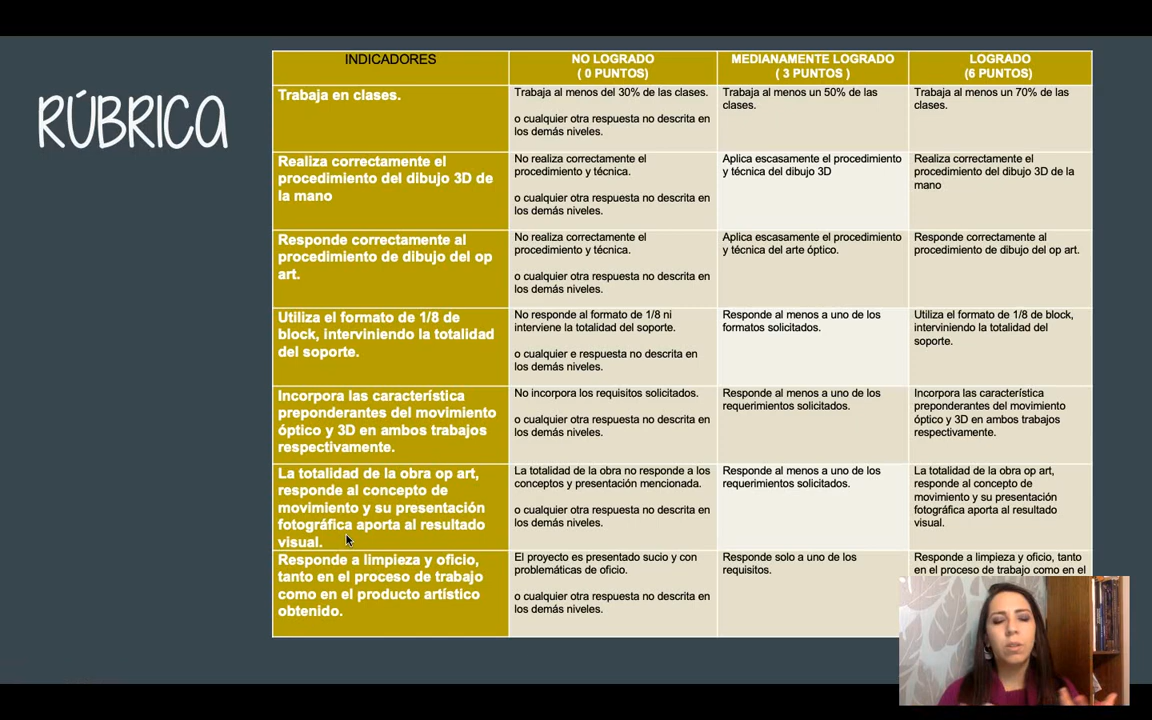 RÚBRICA
INDICADORES
NO LOGRADO
( 0 PUNTOS)
MEDIANAMENTE LOGRADO
( 3 PUNTOS )
LOGRADO
(6 PUNTOS)
Trabaja en clases.
Trabaja al menos del 30% de las clases.
o cualquier otra respuesta no descrita en
los demás niveles.
Trabaja al menos un 50% de las
clases.
Trabaja al menos un 70% de las
clases.
Realiza correctamente el
procedimiento del dibujo 3D de
la mano
No realiza correctamente el
procedimiento y técnica.
o cualquier otra respuesta no descrita en
los demás niveles.
Aplica escasamente el procedimiento
y técnica del dibujo 3D
Realiza correctamente el
procedimiento del dibujo 3D de la
mano
Responde correctamente al
procedimiento de dibujo del op
art.
No realiza correctamente el
procedimiento y técnica.
o cualquier otra respuesta no descrita en
los demás niveles.
Aplica escasamente el procedimiento
y técnica del arte óptico.
Responde correctamente al
procedimiento de dibujo del op art.
Utiliza el formato de 1/8 de
block, interviniendo la totalidad
del soporte.
No responde al formato de 1/8 ni
interviene la totalidad del soporte.
o cualquier e respuesta no descrita en
los demás niveles.
Responde al menos a uno de los
formatos solicitados.
Utiliza el formato de 1/8 de block,
interviniendo la totalidad del
soporte.
Incorpora las característica
preponderantes del movimiento
óptico y 3D en ambos trabajos
respectivamente.
No incorpora los requisitos solicitados.
o cualquier otra respuesta no descrita en
los demás niveles.
Responde al menos a uno de los
requerimientos solicitados.
Incorpora las característica
preponderantes del movimiento
óptico y 3D en ambos trabajos
respectivamente.
La totalidad de la obra op art,
responde al concepto de
movimiento y su presentación
fotográfica aporta al resultado
visual.
La totalidad de la obra no responde a los
conceptos y presentación mencionada.
o cualquier otra respuesta no descrita en
los demás niveles.
Responde al menos a uno de los
requerimientos solicitados.
La totalidad de la obra op art,
responde al concepto de
movimiento y su presentación
fotográfica aporta al resultado
visual.
Responde a limpieza y oficio,
tanto en el proceso de trabajo
como en el producto artístico
obtenido.
El proyecto es presentado sucio y con
problemáticas de oficio.
o cualquier otra respuesta no descrita en
los demás niveles.
Responde solo a uno de los
requisitos.
Responde a limpieza y oficio, tanto
en el proceso de trabajo como en el